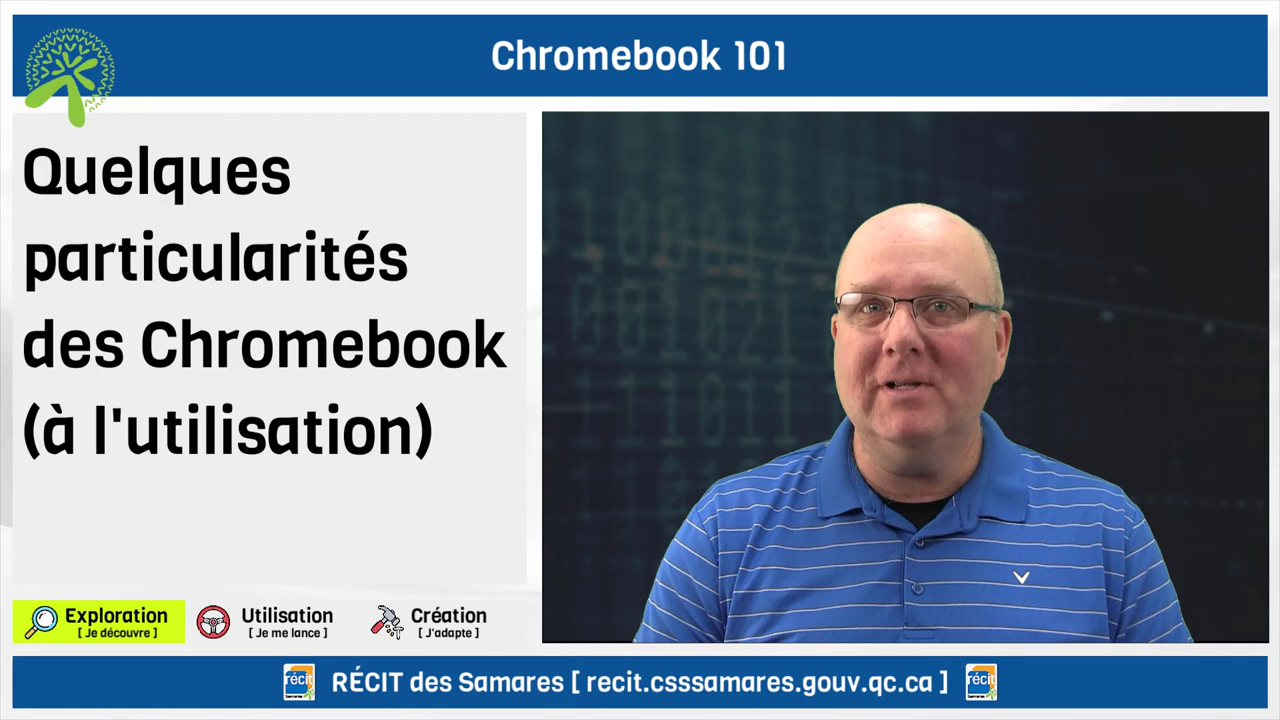 Chromebook 101
Quelques
particularités
des Chromebook
(à l'utilisation)
Exploration
[ Je découvre ]
Utilisation
[ Je me lance ]
Création
[ J'adapte ]
récit
RÉCIT des Samares [ recit.csssamares.gouv.qc.ca ]
récit